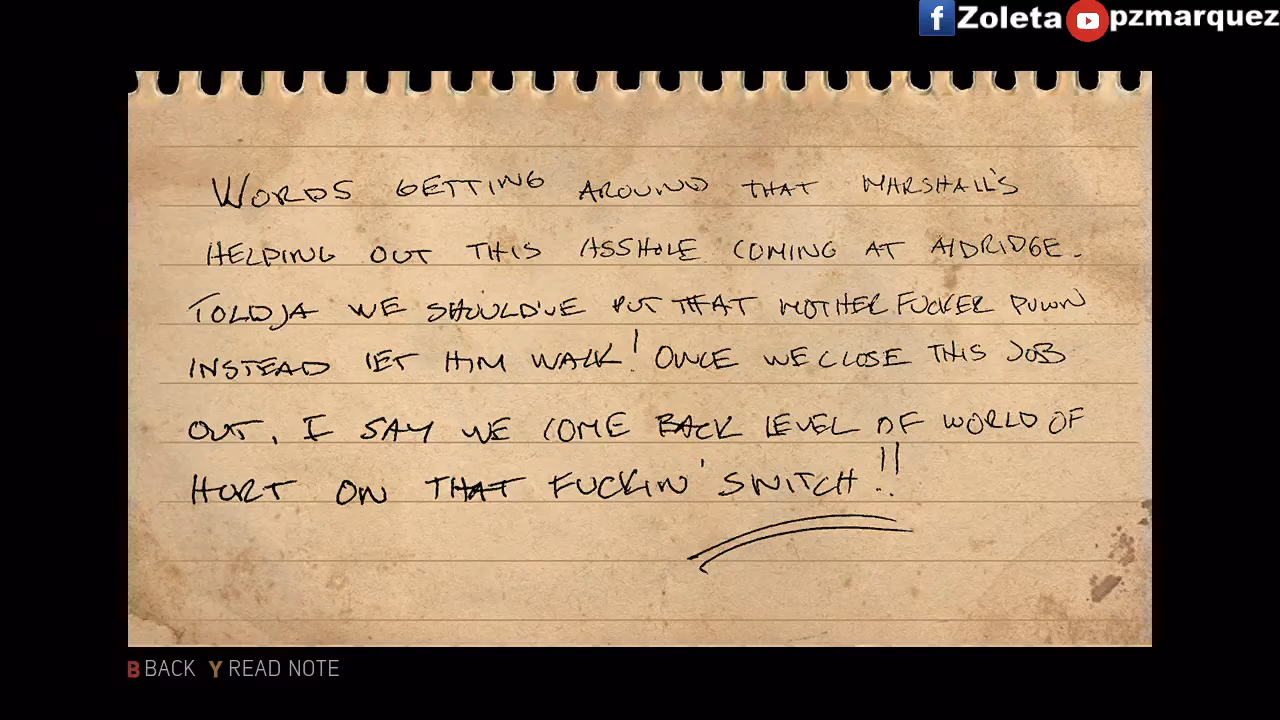 f Zoleta pzmarquez
WORDS GETTING AROUND THAT MARSHALL'S
HELPING OUT THIS ASSHOLE COMING AT ALDRIDGE.
TOLDJA WE SHOULD'VE PUT THAT MOTHER FUCKER DOWN
INSTEAD LET HIM WALK! ONCE WE CLOSE THIS JOB
OUT, I SAY WE COME BACK LEVEL OF WORLD OF
HURT ON THAT FUCKIN' SNITCH!!
B BACK Y READ NOTE